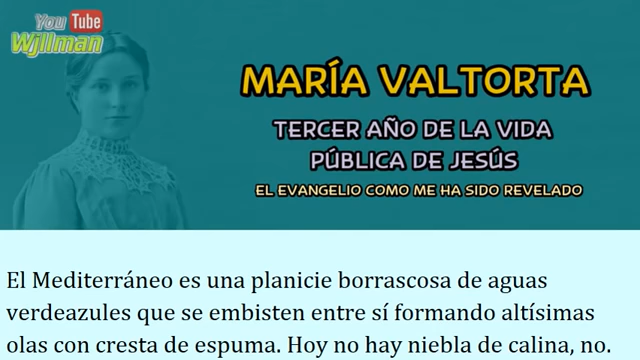 You Tube
Wjllman
MARÍA VALTORTA
TERCER AÑO DE LA VIDA
PÚBLICA DE JESÚS
EL EVANGELIO COMO ME HA SIDO REVELADO
El Mediterráneo es una planicie borrascosa de aguas
verdeazules que se embisten entre sí formando altísimas
olas con cresta de espuma. Hoy no hay niebla de calina, no.